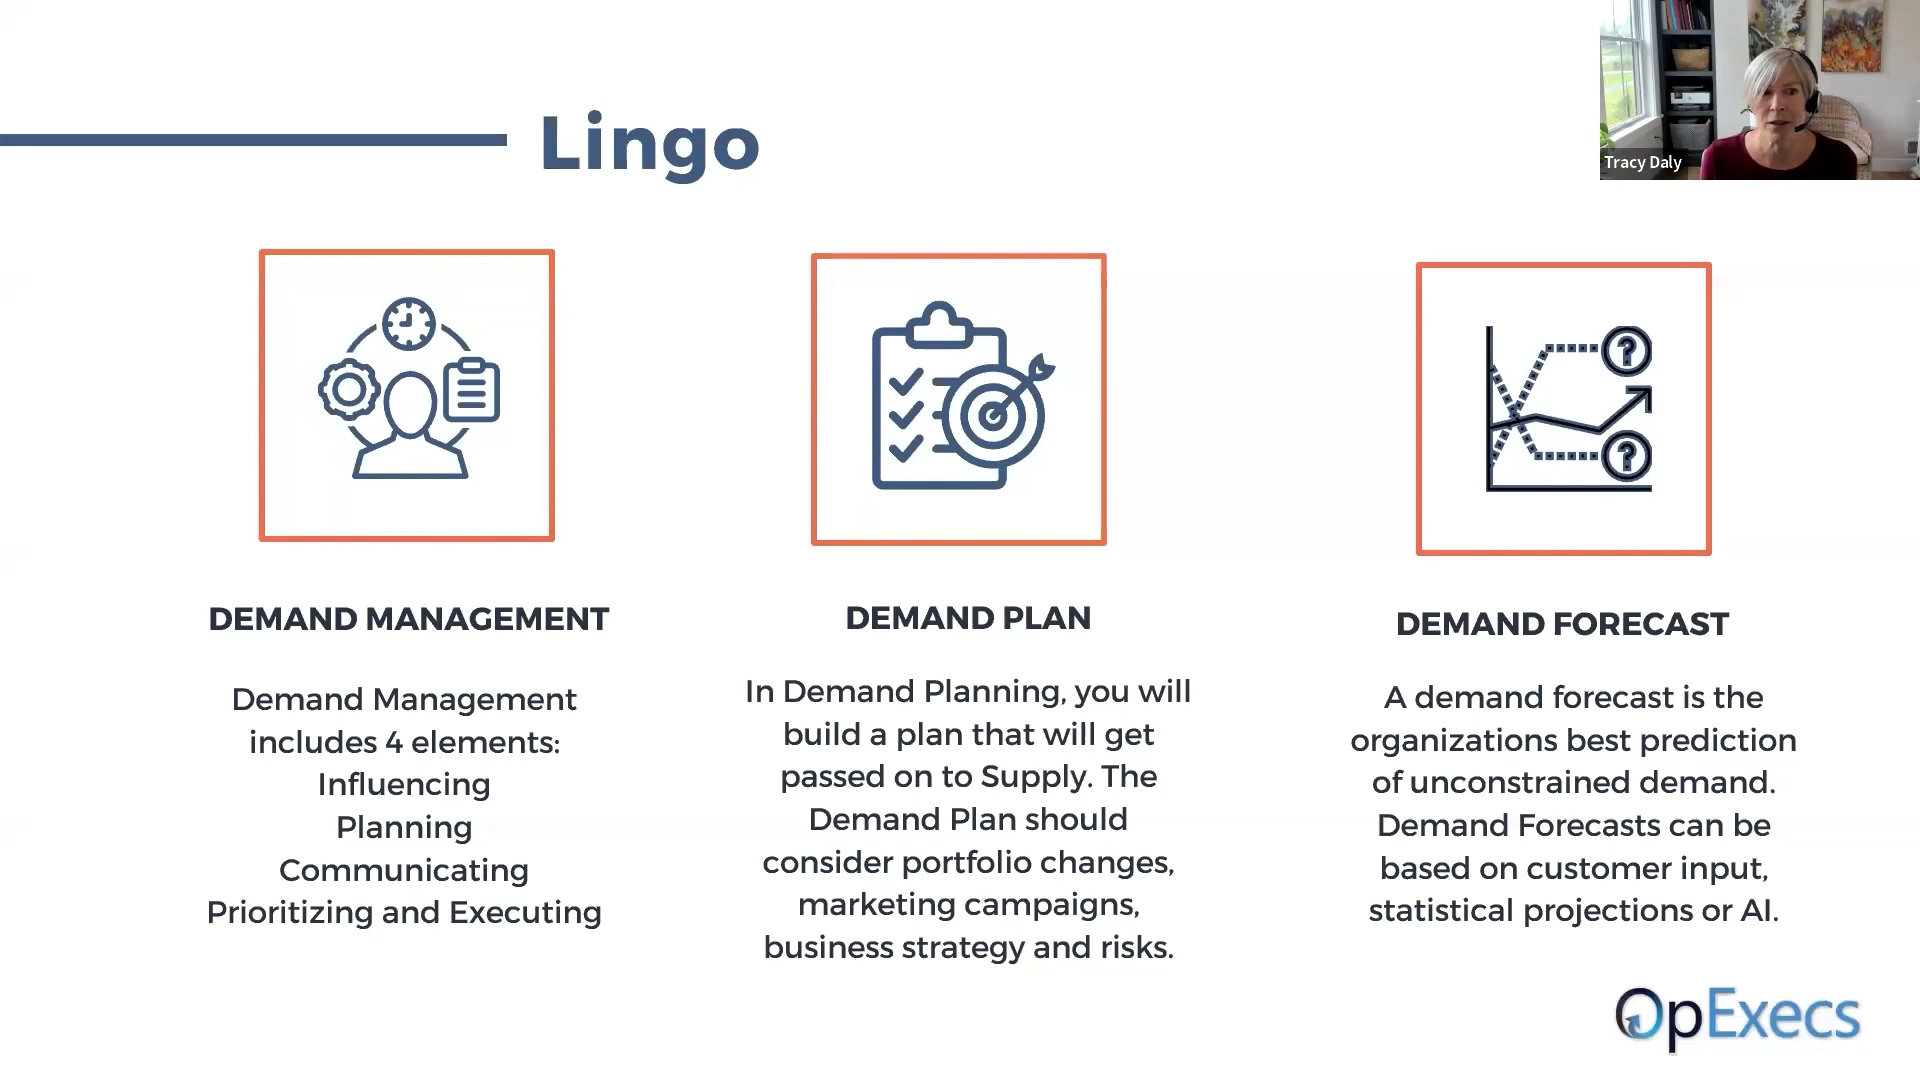 Lingo
Tracy Daly
DEMAND MANAGEMENT
Demand Management
includes 4 elements:
Influencing
Planning
Communicating
Prioritizing and Executing
DEMAND PLAN
In Demand Planning, you will
build a plan that will get
passed on to Supply. The
Demand Plan should
consider portfolio changes,
marketing campaigns,
business strategy and risks.
DEMAND FORECAST
A demand forecast is the
organizations best prediction
of unconstrained demand.
Demand Forecasts can be
based on customer input,
statistical projections or AI.
? 
?
OpExecs